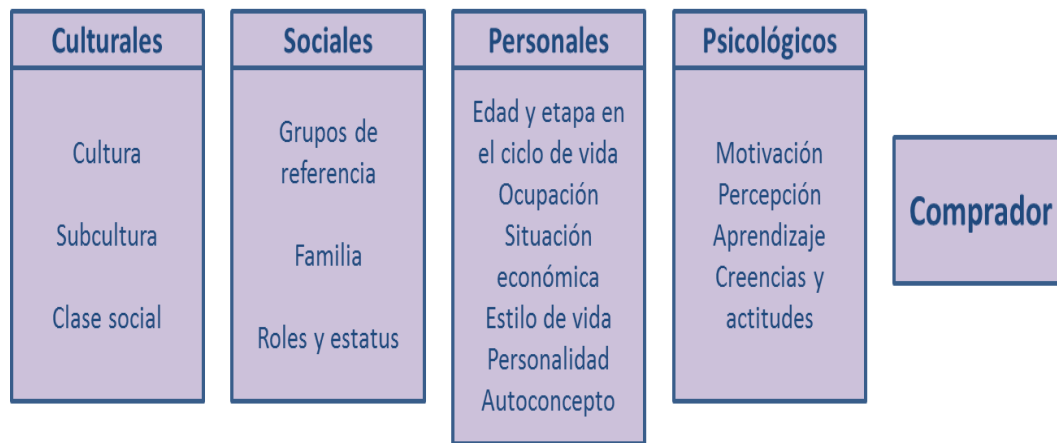 Culturales
Cultura
Subcultura
Clase social
Sociales
Grupos de
referencia
Familia
Roles y estatus
Personales
Edad y etapa en
el ciclo de vida
Ocupación
Situación
económica
Estilo de vida
Personalidad
Autoconcepto
Psicológicos
Motivación
Percepción
Aprendizaje
Creencias y
actitudes
Comprador